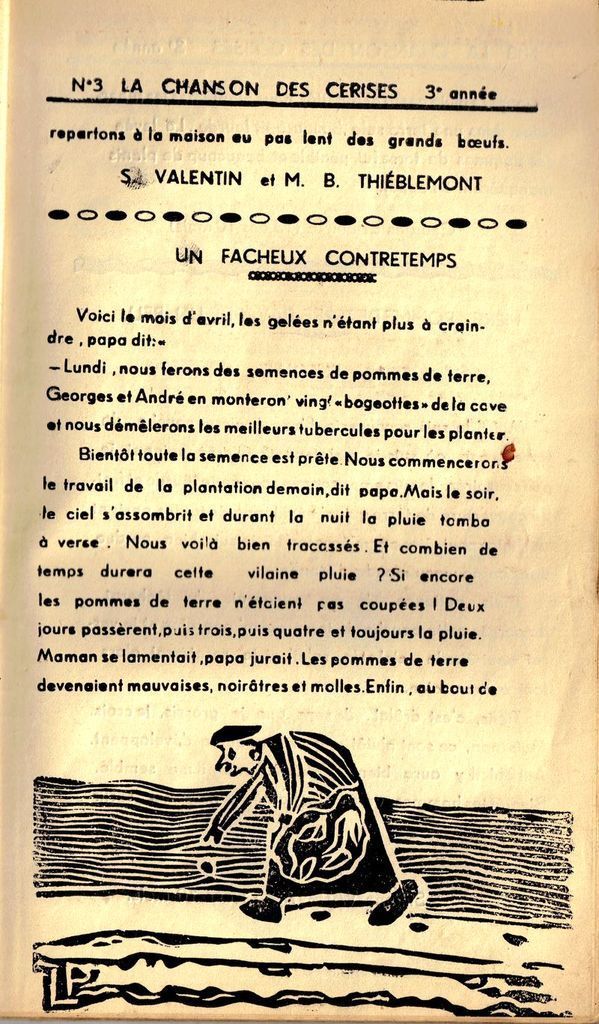 N°3 LA CHANSON DES CERISES 3e année
repartons à la maison au pas lent des grands bœufs.
S. VALENTIN et M. B. THIÉBLEMONT
UN FACHEUX CONTRETEMPS
Voici le mois d'avril, les gelées n'étant plus à crain-
dre, papa dit:«
— Lundi, nous ferons des semences de pommes de terre,
Georges et André en monteron' vingt «bogeottes» de la cave
et nous démêlerons les meilleurs tubercules pour les planter.
Bientôt toute la semence est prête. Nous commencerons
le travail de la plantation demain, dit papa. Mais le soir,
le ciel s'assombrit et durant la nuit la pluie tomba
à verse. Nous voilà bien tracassés. Et combien de
temps durera cette vilaine pluie ? Si encore
les pommes de terre n'étaient pas coupées ! Deux
jours passèrent, puis trois, puis quatre et toujours la pluie.
Maman se lamentait, papa jurait. Les pommes de terre
devenaient mauvaises, noirâtres et molles. Enfin, au bout de
LP